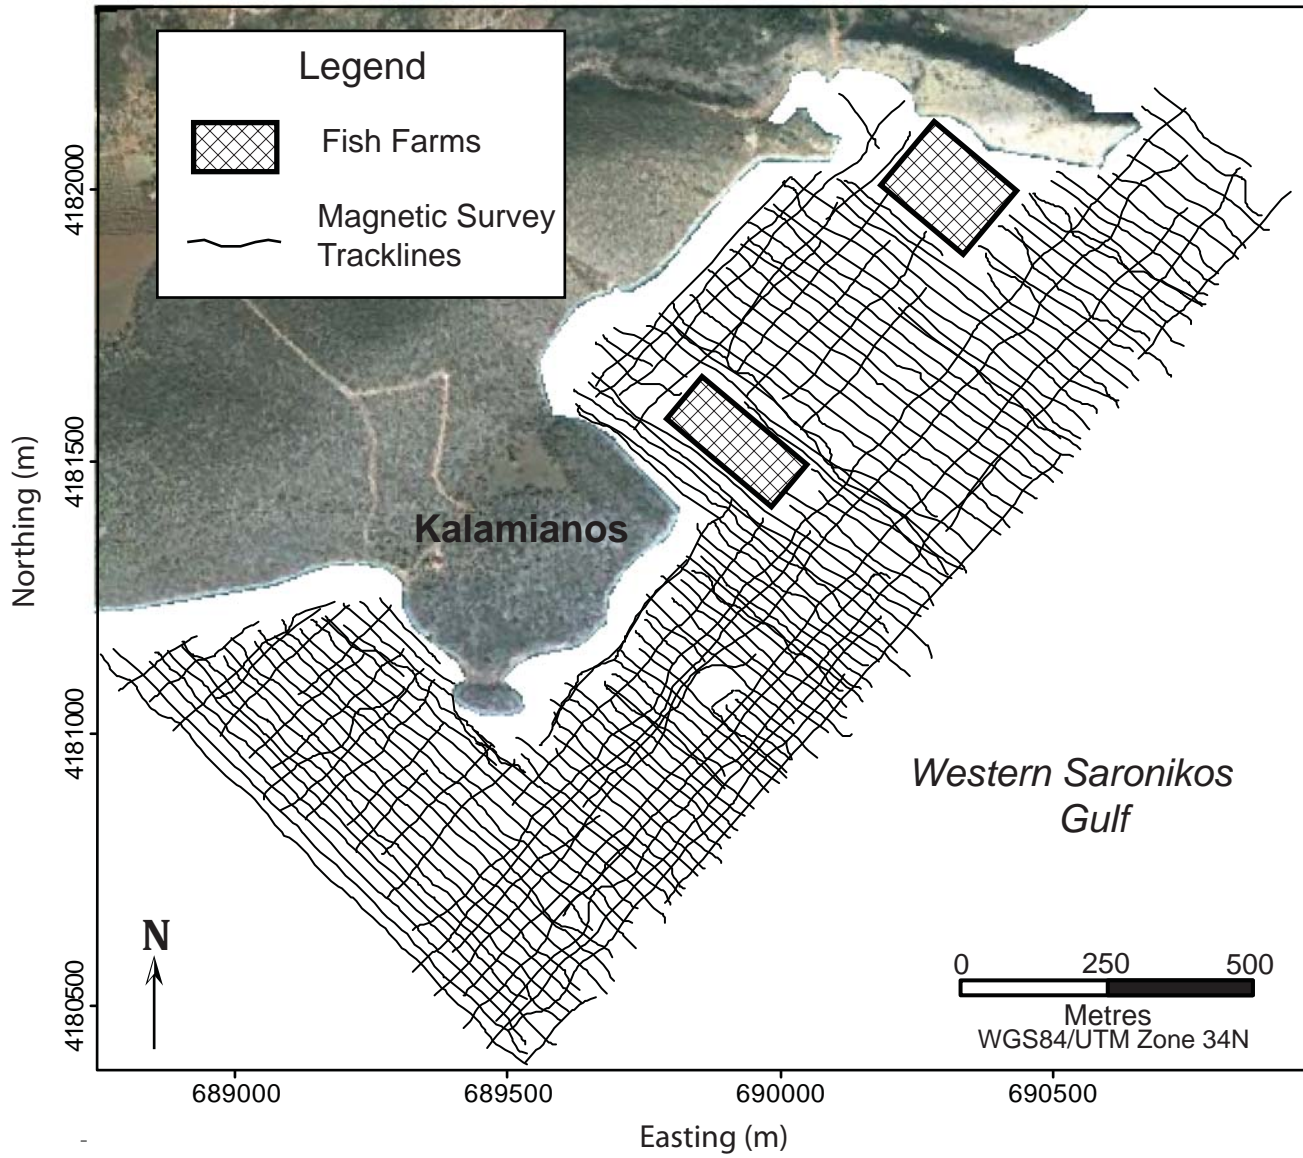 Legend
Fish Farms
Magnetic Survey
Tracklines
4182000
4181500
4181000
4180500
Northing (m)
Kalamianos
Western Saronikos
Gulf
N
0 250 500
Metres
WGS84/UTM Zone 34N
689000 689500 690000 690500
Easting (m)